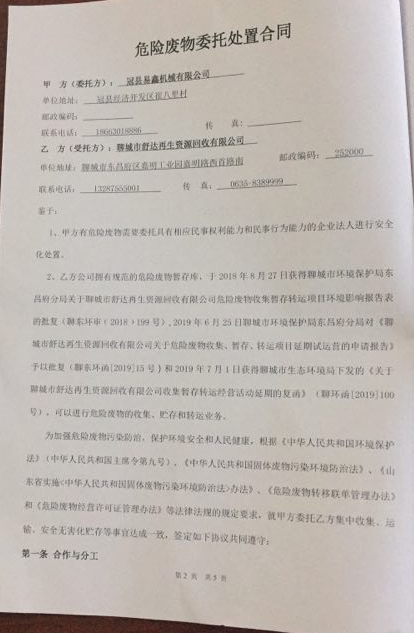 危险废物委托处置合同
甲 方（委托方）： 冠县易鑫机械有限公司
单位地址： 冠县经济开发区崔八里村
邮政编码：
联系电话： 18663018886 传 真：
乙 方（受托方）：聊城市舒达再生资源回收有限公司
单位地址：聊城市东昌府区嘉明工业园嘉明路西首路南 邮政编码： 252000
联系电话： 13287555001 传 真： 0635-8389999
鉴于：
1、甲方有危险废物需要委托具有相应民事权利能力和民事行为能力的企业法人进行安全
化处置。
2、乙方公司拥有规范的危险废物暂存库，于 2018 年 8 月 27 日获得聊城市环境保护局东
昌府分局关于聊城市舒达再生资源回收有限公司危险废物收集暂存转运项目环境影响报告表
的批复（聊东环审﹝2018﹞199 号），2019 年 6 月 25 日聊城市环境保护局东昌府分局对《聊
城市舒达再生资源回收有限公司关于危险废物收集、暂存、转运项目延期试运营的申请报告》
予以批复（聊东环函[2019]15 号）和 2019 年 7 月 1 日获得聊城市生态环境局下发的《关于
聊城市舒达再生资源回收有限公司收集暂存转运经营活动延期的复函》（聊环函[2019]100
号），可以进行危险废物的收集、贮存和转运业务。
为加强危险废物污染防治，保护环境安全和人民健康，根据《中华人民共和国环境保护
法》（中华人民共和国主席令第九号）、《中华人民共和国固体废物污染环境防治法》、《山
东省实施<中华人民共和国固体废物污染环境防治法>办法》、《危险废物转移联单管理办法》
和《危险废物经营许可证管理办法》等法律法规的规定要求，就甲方委托乙方集中收集、运
输、安全无害化贮存等事宜达成一致，签定如下协议共同遵守：
第一条 合作与分工
第 2 页 共 5 页